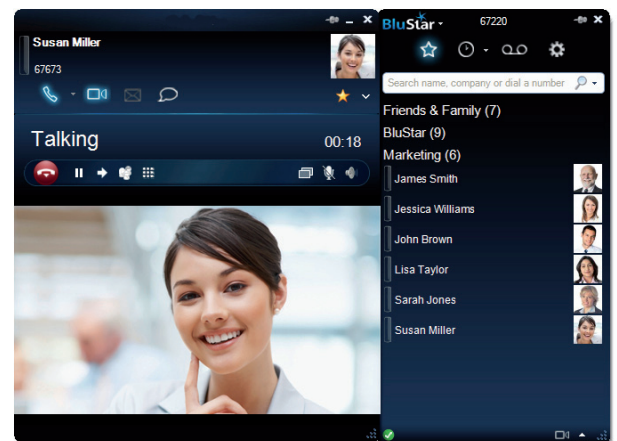 Susan Miller
67673
Talking
00:18
BluStar
67220
Search name, company or dial a number
Friends & Family (7)
BluStar (9)
Marketing (6)
James Smith
Jessica Williams
John Brown
Lisa Taylor
Sarah Jones
Susan Miller